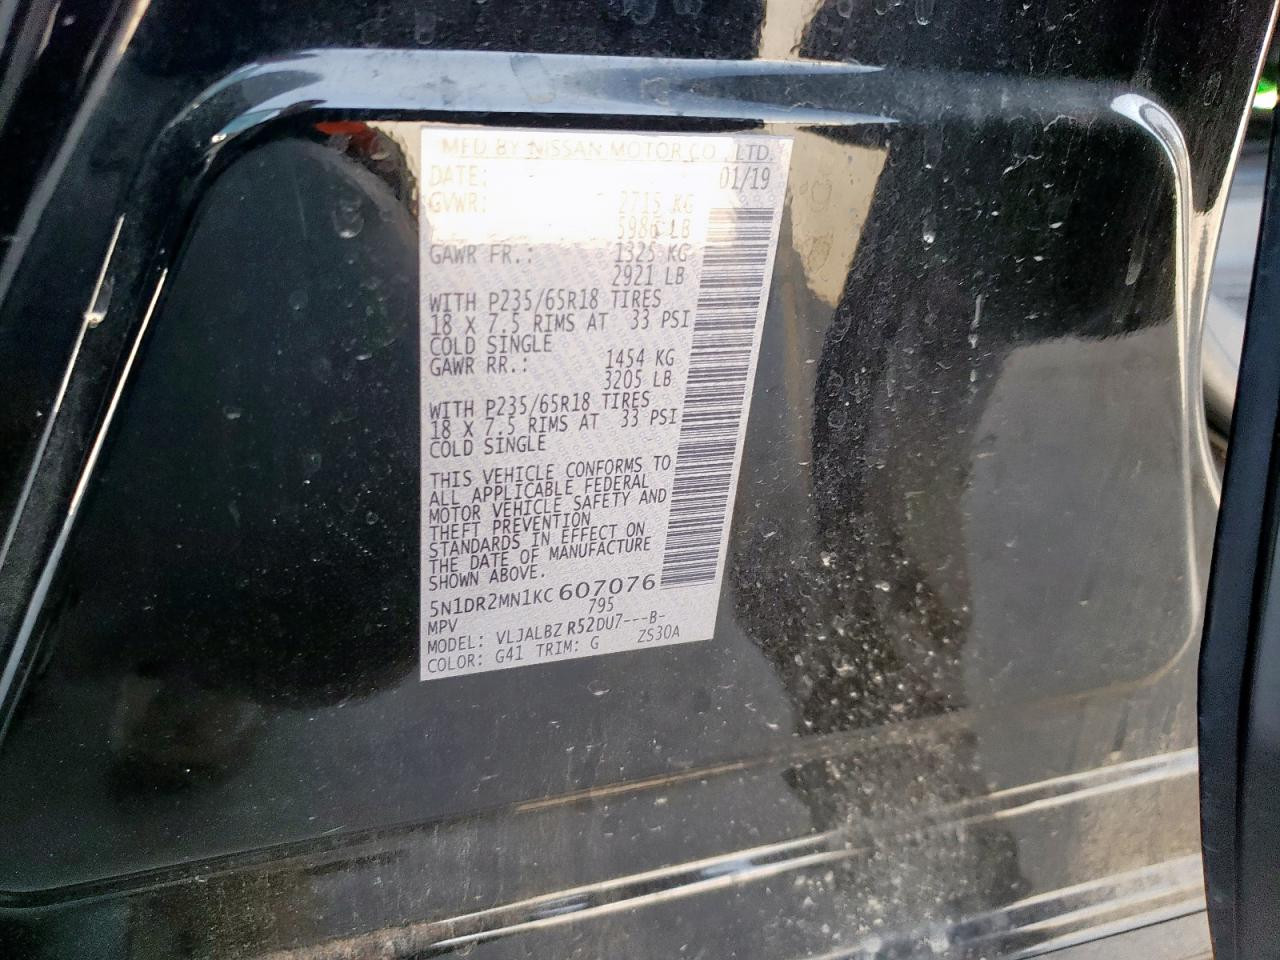 MFD BY NISSAN MOTOR CO.,LTD.
DATE: 01/19
GVWR: 2715 KG
5986 LB
GAWR FR.: 1325 KG
2921 LB
WITH P235/65R18 TIRES
18 X 7.5 RIMS AT 33 PSI
COLD SINGLE
GAWR RR.: 1454 KG
3205 LB
WITH P235/65R18 TIRES
18 X 7.5 RIMS AT 33 PSI
COLD SINGLE
THIS VEHICLE CONFORMS TO
ALL APPLICABLE FEDERAL
MOTOR VEHICLE SAFETY AND
THEFT PREVENTION
STANDARDS IN EFFECT ON
THE DATE OF MANUFACTURE
SHOWN ABOVE.
5N1DR2MN1KC607076
MPV 795
MODEL: VLJALBZ R52DU7---B-
COLOR: G41 TRIM: G ZS30A